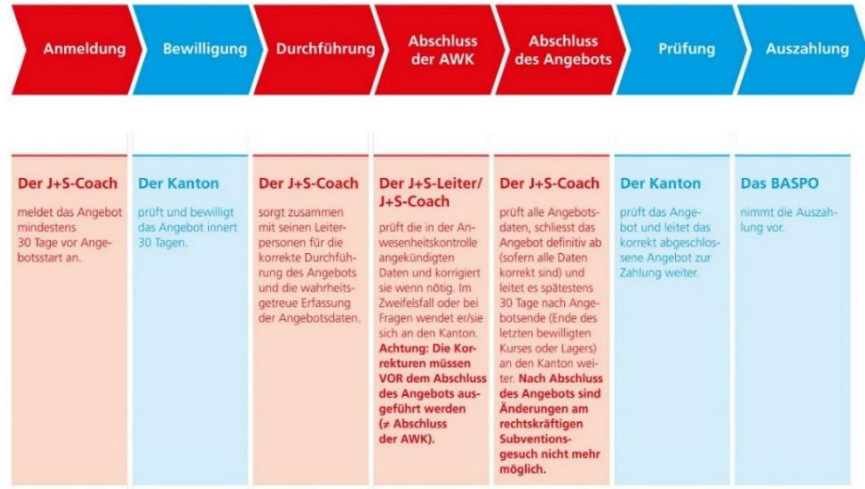 Anmeldung
Bewilligung
Durchführung
Abschluss
der AWK
Abschluss
des Angebots
Prüfung
Auszahlung
Der J+S-Coach
meldet das Angebot
mindestens
30 Tage vor Ange-
botsstart an.
Der Kanton
prüft und bewilligt
das Angebot innert
30 Tagen.
Der J+S-Coach
sorgt zusammen
mit seinen Leiter-
personen für die
korrekte Durchfüh-
rung des Angebots
und die wahrheits-
getreue Erfassung
der Angebotsdaten.
Der J+S-Leiter/
J+S-Coach
prüft die in der An-
wesenheitskontrolle
angekündigten
Daten und korrigiert
sie wenn nötig. Im
Zweifelsfall oder bei
Fragen wendet er/sie
sich an den Kanton.
Achtung: Die Kor-
rekturen müssen
VOR dem Abschluss
des Angebots aus-
geführt werden
(≠ Abschluss
der AWK).
Der J+S-Coach
prüft alle Angebots-
daten, schliesst das
Angebot definitiv ab
(sofern alle Daten
korrekt sind) und
leitet es spätestens
30 Tage nach Ange-
botsende (Ende des
letzten bewilligten
Kurses oder Lagers)
an den Kanton wei-
ter. Nach Abschluss
des Angebots sind
Änderungen am
rechtskräftigen
Subventions-
gesuch nicht mehr
möglich.
Der Kanton
prüft das Ange-
bot und leitet das
korrekt abgeschlos-
sene Angebot zur
Zahlung weiter.
Das BASPO
nimmt die Auszah-
lung vor.